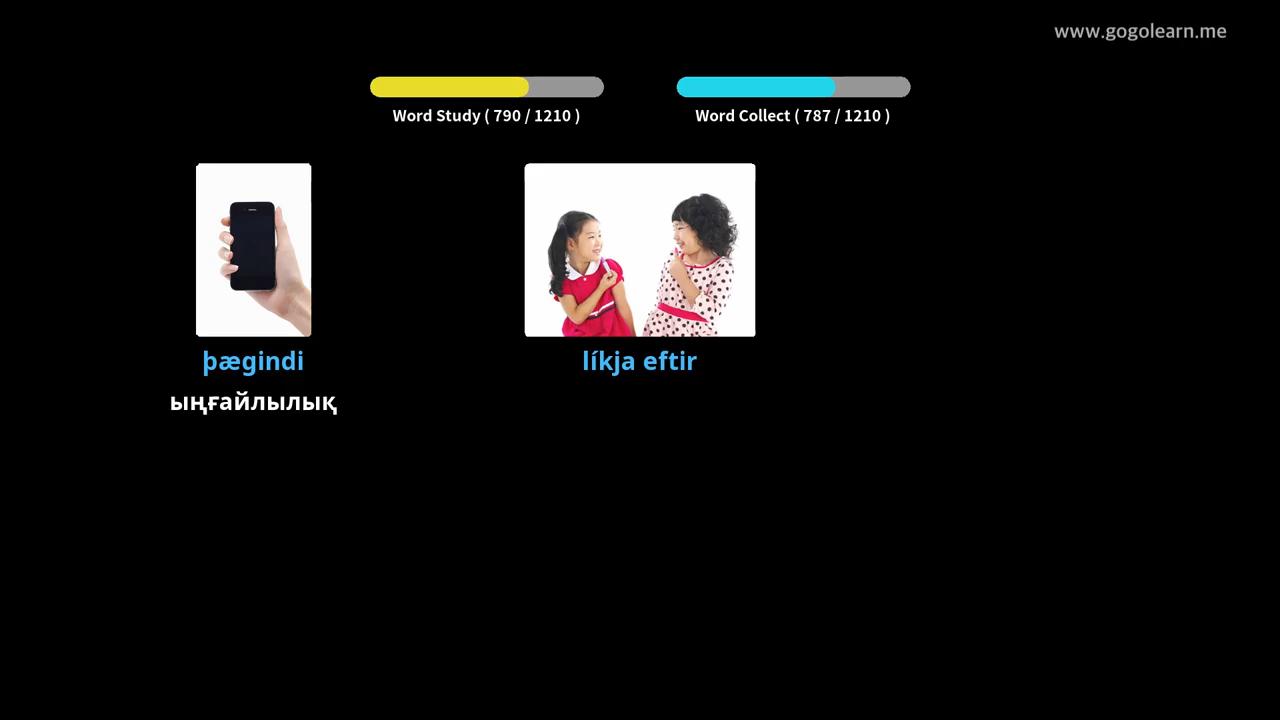 www.gogolearn.me
Word Study ( 790 / 1210 )
Word Collect ( 787 / 1210 )
þægindi
líkja eftir
ыңғайлылық